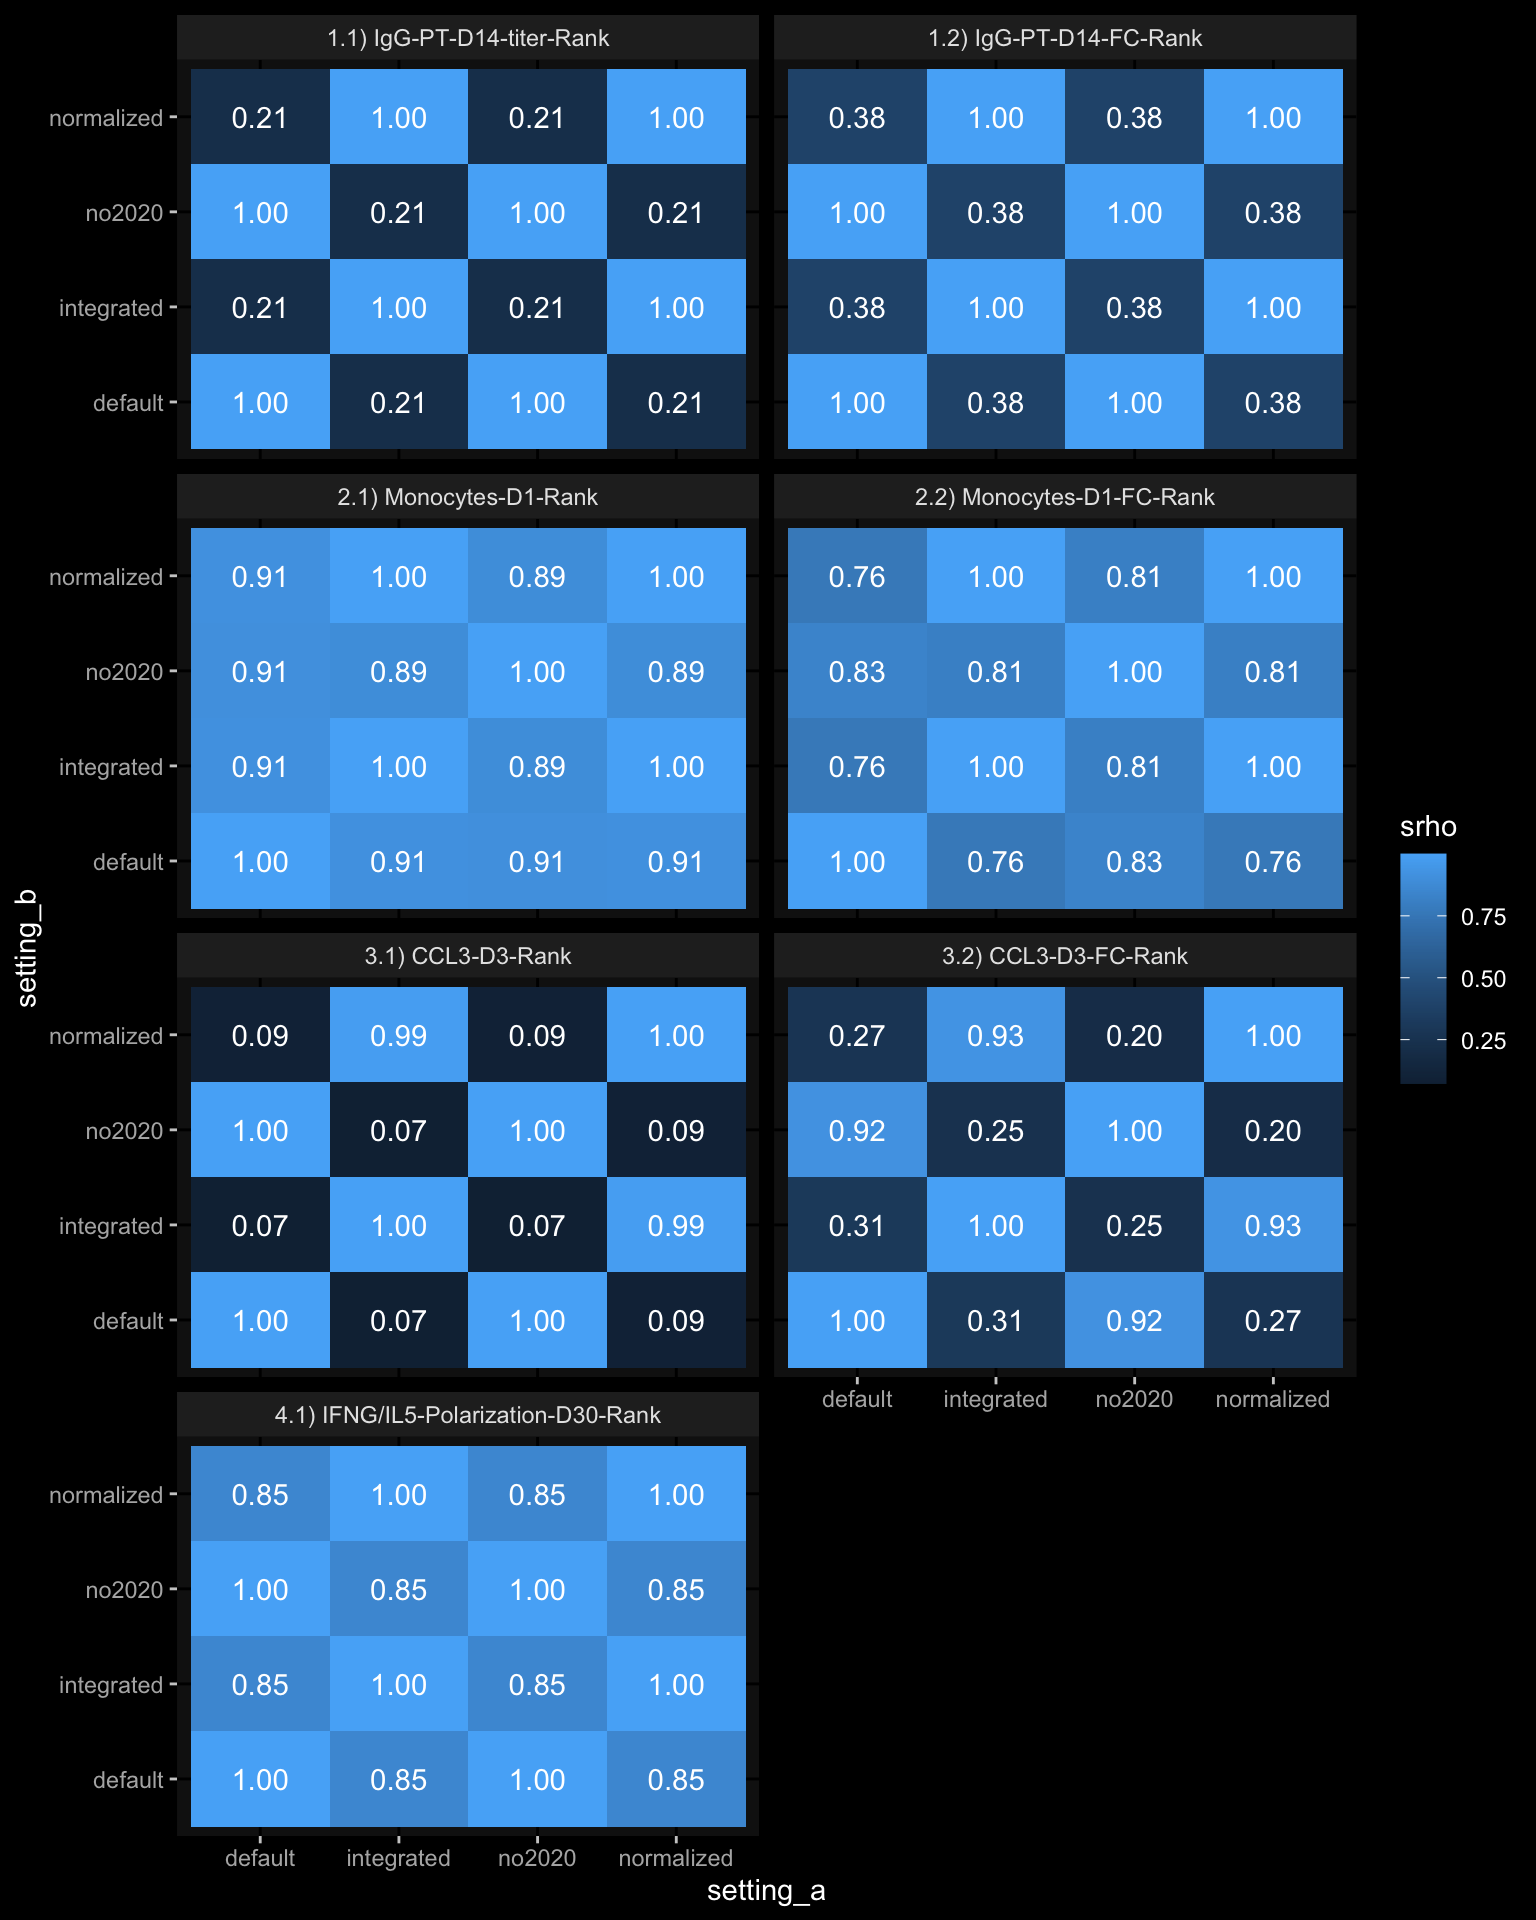 1.1) IgG-PT-D14-titer-Rank
1.2) IgG-PT-D14-FC-Rank
normalized 0.21 1.00 0.21 1.00 0.38 1.00 0.38 1.00
no2020 1.00 0.21 1.00 0.21 1.00 0.38 1.00 0.38
integrated 0.21 1.00 0.21 1.00 0.38 1.00 0.38 1.00
default 1.00 0.21 1.00 0.21 1.00 0.38 1.00 0.38
2.1) Monocytes-D1-Rank
2.2) Monocytes-D1-FC-Rank
normalized 0.91 1.00 0.89 1.00 0.76 1.00 0.81 1.00
no2020 0.91 0.89 1.00 0.89 0.83 0.81 1.00 0.81
integrated 0.91 1.00 0.89 1.00 0.76 1.00 0.81 1.00
default 1.00 0.91 0.91 0.91 1.00 0.76 0.83 0.76
3.1) CCL3-D3-Rank
3.2) CCL3-D3-FC-Rank
normalized 0.09 0.99 0.09 1.00 0.27 0.93 0.20 1.00
no2020 1.00 0.07 1.00 0.09 0.92 0.25 1.00 0.20
integrated 0.07 1.00 0.07 0.99 0.31 1.00 0.25 0.93
default 1.00 0.07 1.00 0.09 1.00 0.31 0.92 0.27
default integrated no2020 normalized
4.1) IFNG/IL5-Polarization-D30-Rank
normalized 0.85 1.00 0.85 1.00
no2020 1.00 0.85 1.00 0.85
integrated 0.85 1.00 0.85 1.00
default 1.00 0.85 1.00 0.85
default integrated no2020 normalized
setting_a
setting_b
srho
0.75
0.50
0.25